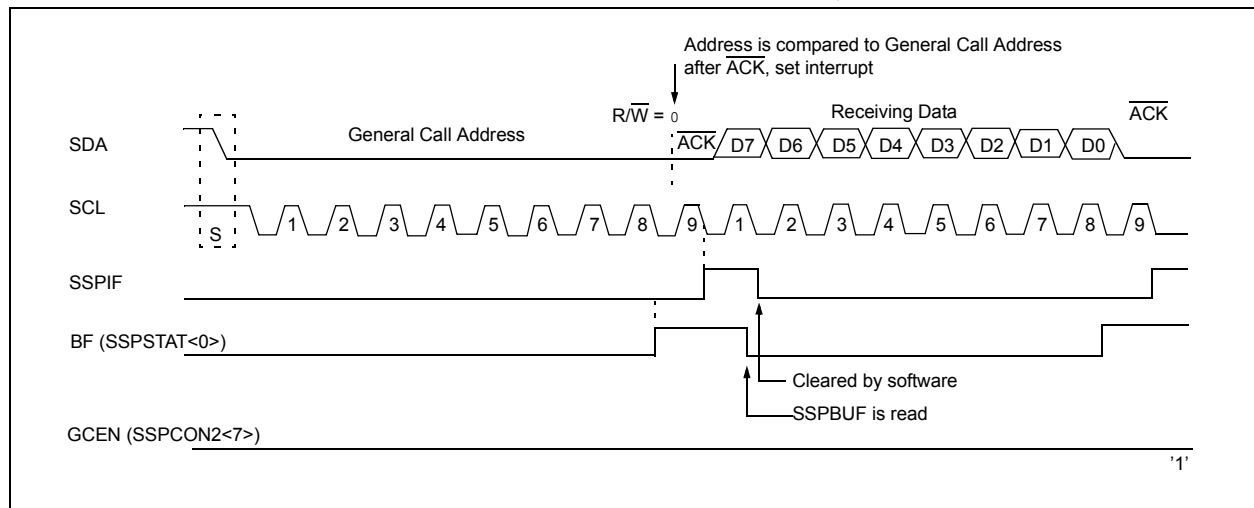 Address is compared to General Call Address
after ACK, set interrupt
R/W = 0
Receiving Data
ACK
General Call Address
SDA
ACK
D7 D6 D5 D4 D3 D2 D1 D0
SCL
S
1 2 3 4 5 6 7 8 9 1 2 3 4 5 6 7 8 9
SSPIF
BF (SSPSTAT<0>)
Cleared by software
SSPBUF is read
GCEN (SSPCON2<7>)
’1’